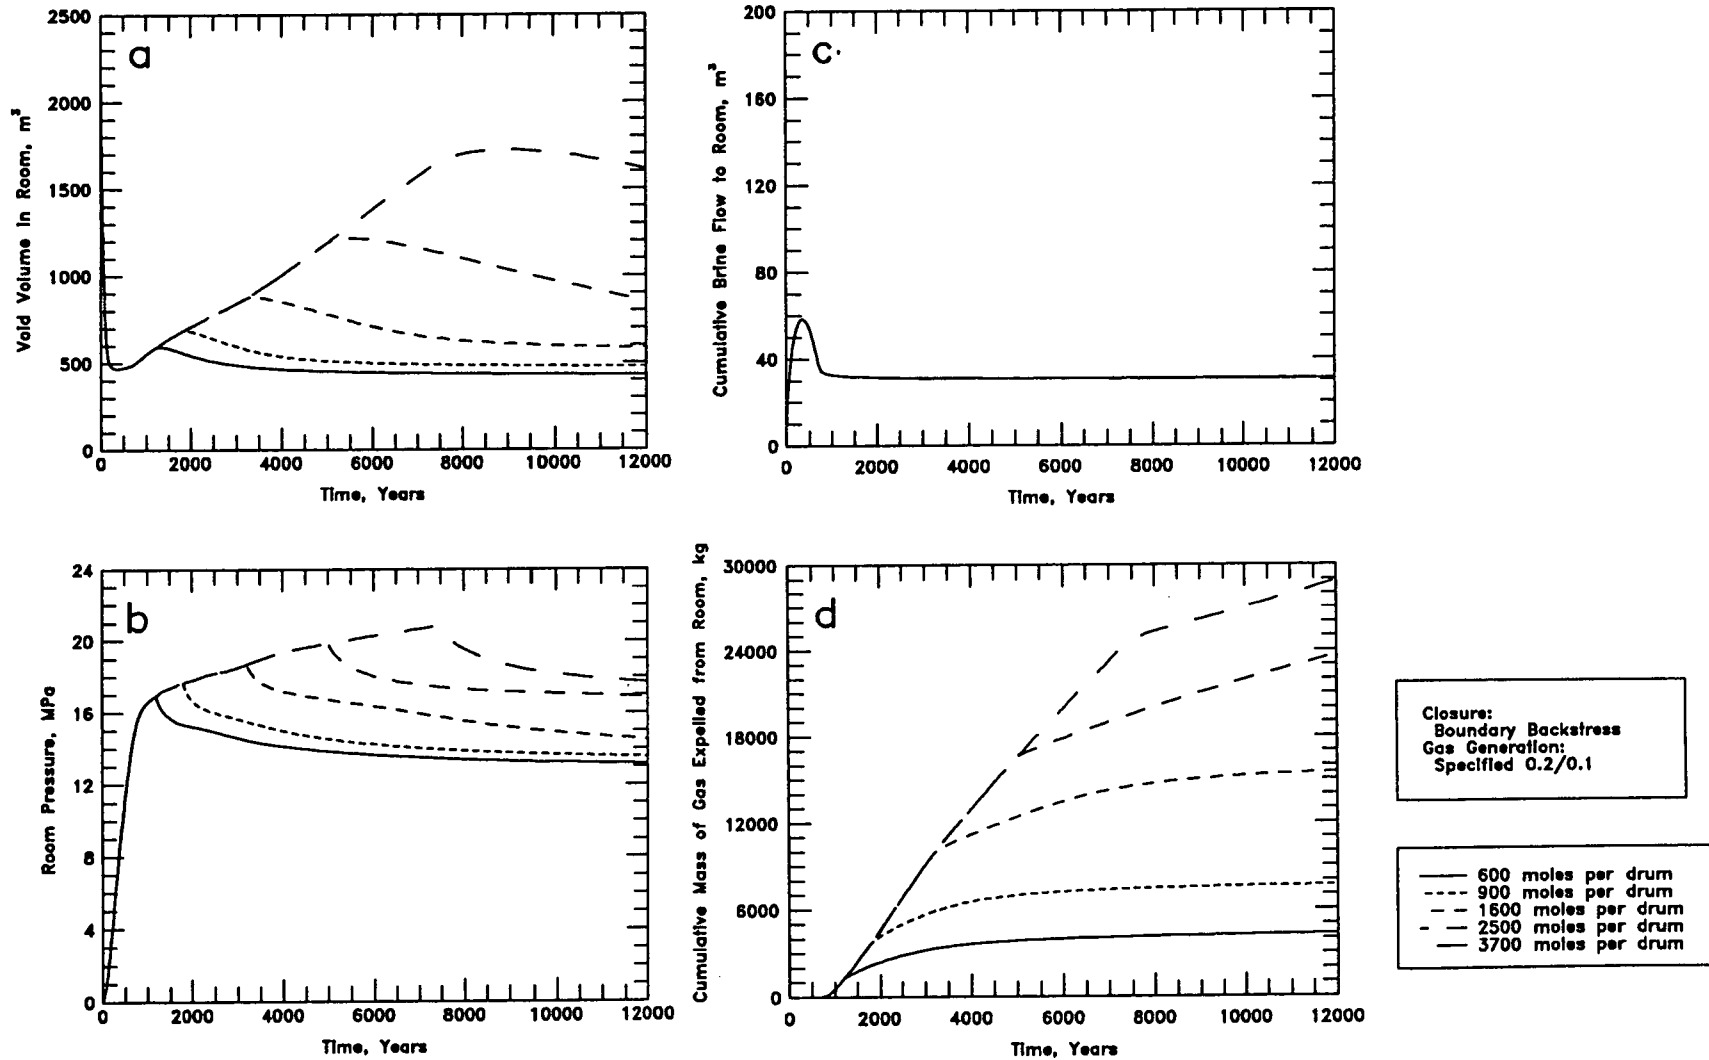 a
2500
2000
1500
1000
500
0
Void Volume in Room, m³
0 2000 4000 6000 8000 10000 12000
Time, Years
c.
200
160
120
80
40
0
Cumulative Brine Flow to Room, m³
0 2000 4000 6000 8000 10000 12000
Time, Years
b
24
20
16
12
8
4
0
Room Pressure, MPa
0 2000 4000 6000 8000 10000 12000
Time, Years
d
30000
24000
18000
12000
6000
0
Cumulative Mass of Gas Expelled from Room, kg
0 2000 4000 6000 8000 10000 12000
Time, Years
Closure:
Boundary Backstress
Gas Generation:
Specified 0.2/0.1
600 moles per drum
900 moles per drum
1600 moles per drum
2500 moles per drum
3700 moles per drum